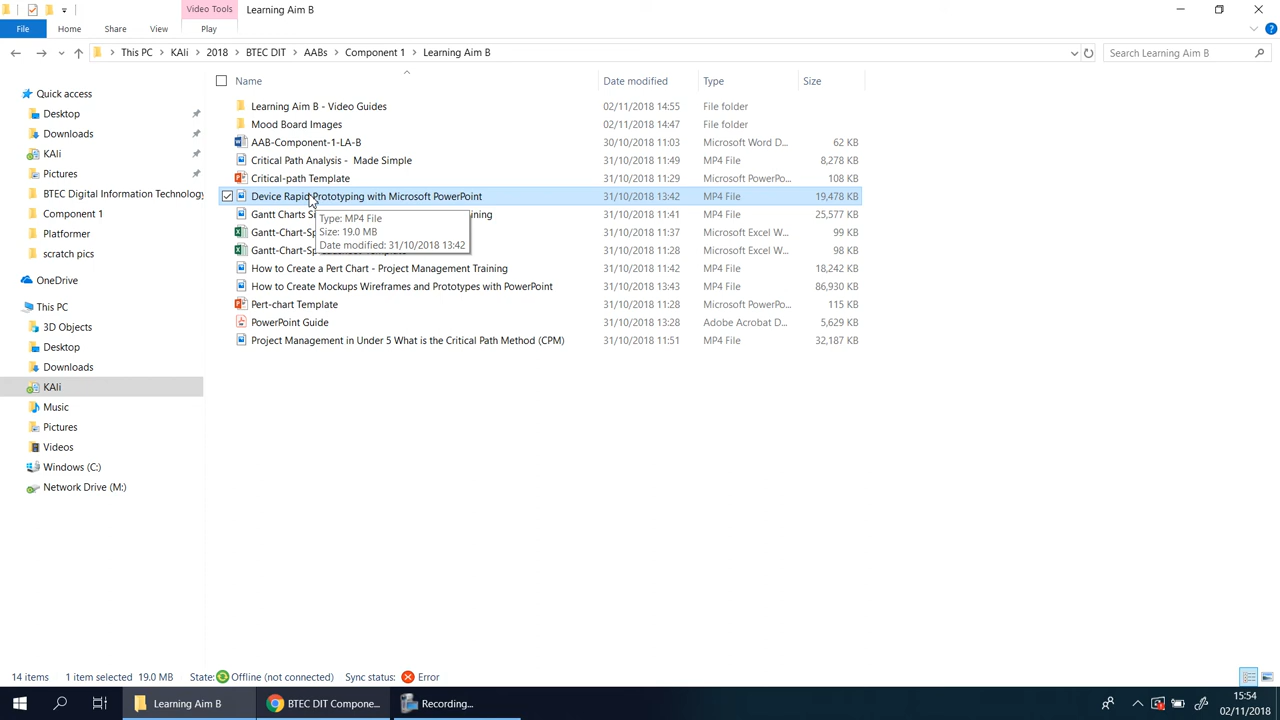 Video Tools
Learning Aim B
File
Home
Share
View
Play
This PC
KAli
2018
BTEC DIT
AABs
Component 1
Learning Aim B
Search Learning Aim B
Name
Date modified
Type
Size
Quick access
Desktop
Downloads
KAli
Pictures
BTEC Digital Information Technology
Component 1
Platformer
scratch pics
OneDrive
This PC
3D Objects
Desktop
Downloads
KAli
Music
Pictures
Videos
Windows (C:)
Network Drive (M:)
Learning Aim B - Video Guides 02/11/2018 14:55 File folder
Mood Board Images 02/11/2018 14:47 File folder
AAB-Component-1-LA-B 30/10/2018 11:03 Microsoft Word D... 62 KB
Critical Path Analysis - Made Simple 31/10/2018 11:49 MP4 File 8,278 KB
Critical-path Template 31/10/2018 11:29 Microsoft PowerPo... 108 KB
Device Rapid Prototyping with Microsoft PowerPoint 31/10/2018 13:42 MP4 File 19,478 KB
Gantt Charts Si ning 31/10/2018 11:41 MP4 File 25,577 KB
Gantt-Chart-Sp 31/10/2018 11:37 Microsoft Excel W... 99 KB
Gantt-Chart-Sp 31/10/2018 11:28 Microsoft Excel W... 98 KB
How to Create a Pert Chart - Project Management Training 31/10/2018 11:42 MP4 File 18,242 KB
How to Create Mockups Wireframes and Prototypes with PowerPoint 31/10/2018 13:43 MP4 File 86,930 KB
Pert-chart Template 31/10/2018 11:28 Microsoft PowerPo... 115 KB
PowerPoint Guide 31/10/2018 13:28 Adobe Acrobat D... 5,629 KB
Project Management in Under 5 What is the Critical Path Method (CPM) 31/10/2018 11:51 MP4 File 32,187 KB
Type: MP4 File
Size: 19.0 MB
Date modified: 31/10/2018 13:42
14 items 1 item selected 19.0 MB State: Offline (not connected) Sync status: Error
Learning Aim B
BTEC DIT Compone...
Recording...
15:54
02/11/2018